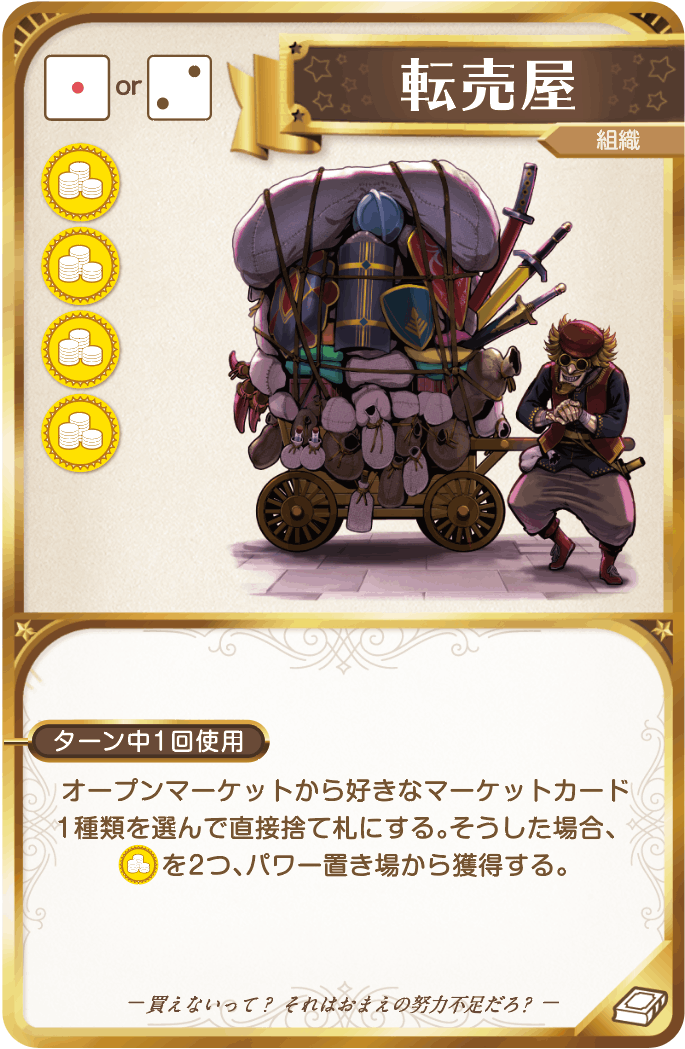 or
転売屋
組織
ターン中1回使用
オープンマーケットから好きなマーケットカード
1種類を選んで直接捨て札にする。そうした場合、
を2つ、パワー置き場から獲得する。
― 買えないって? それはおまえの努力不足だろ? ―